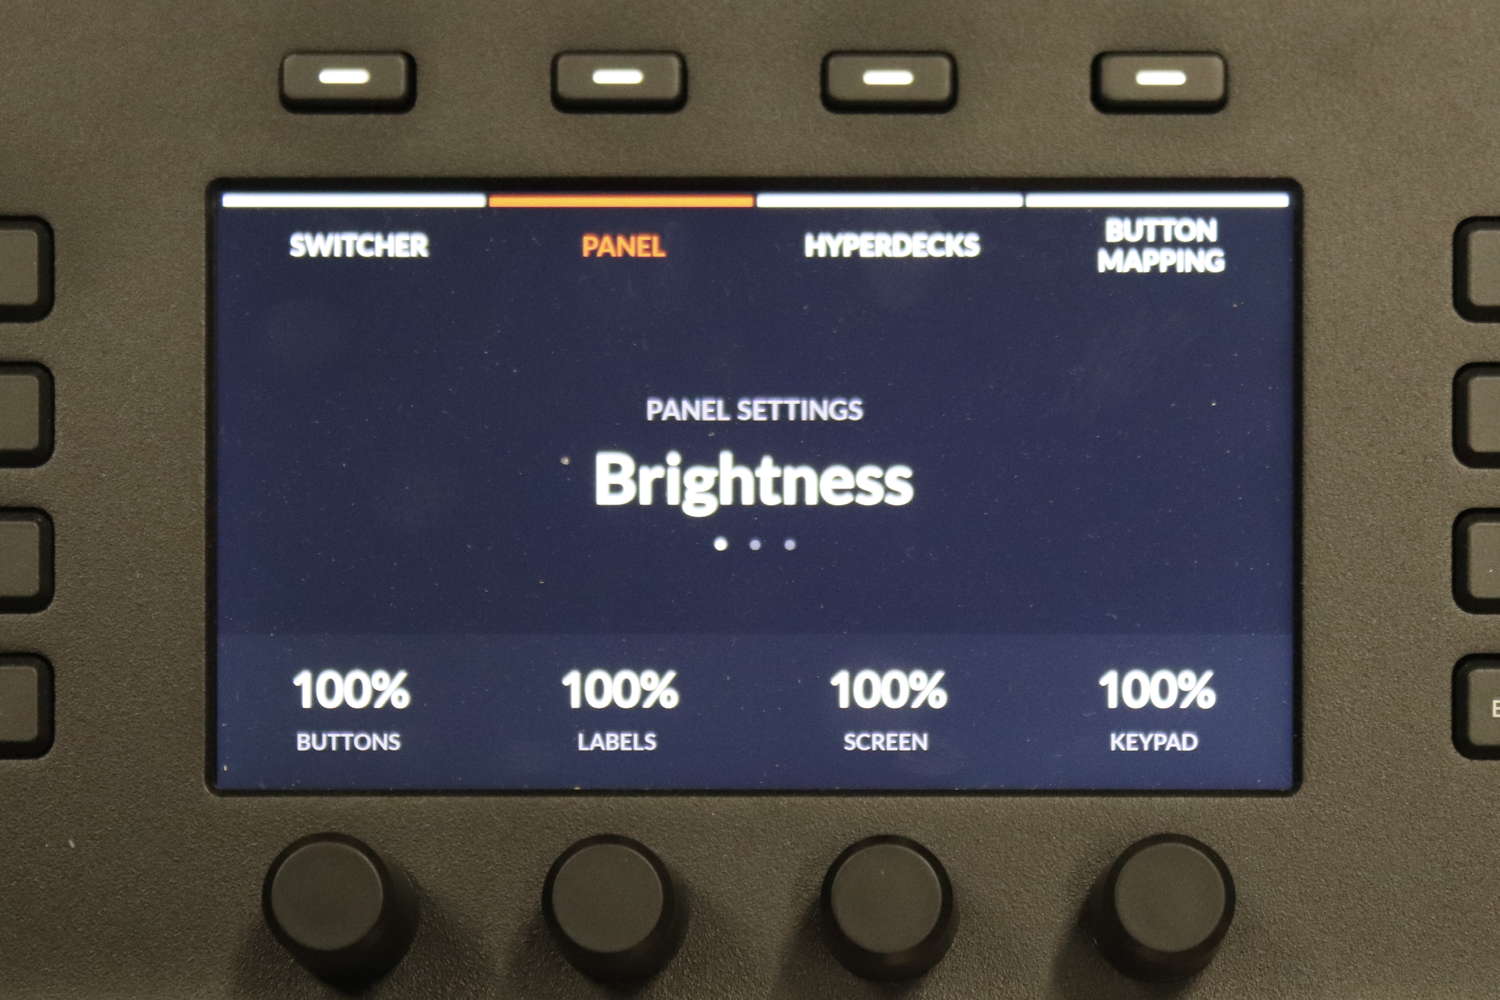 SWITCHER PANEL HYPERDECKS BUTTON MAPPING
PANEL SETTINGS
Brightness
100% 100% 100% 100%
BUTTONS LABELS SCREEN KEYPAD